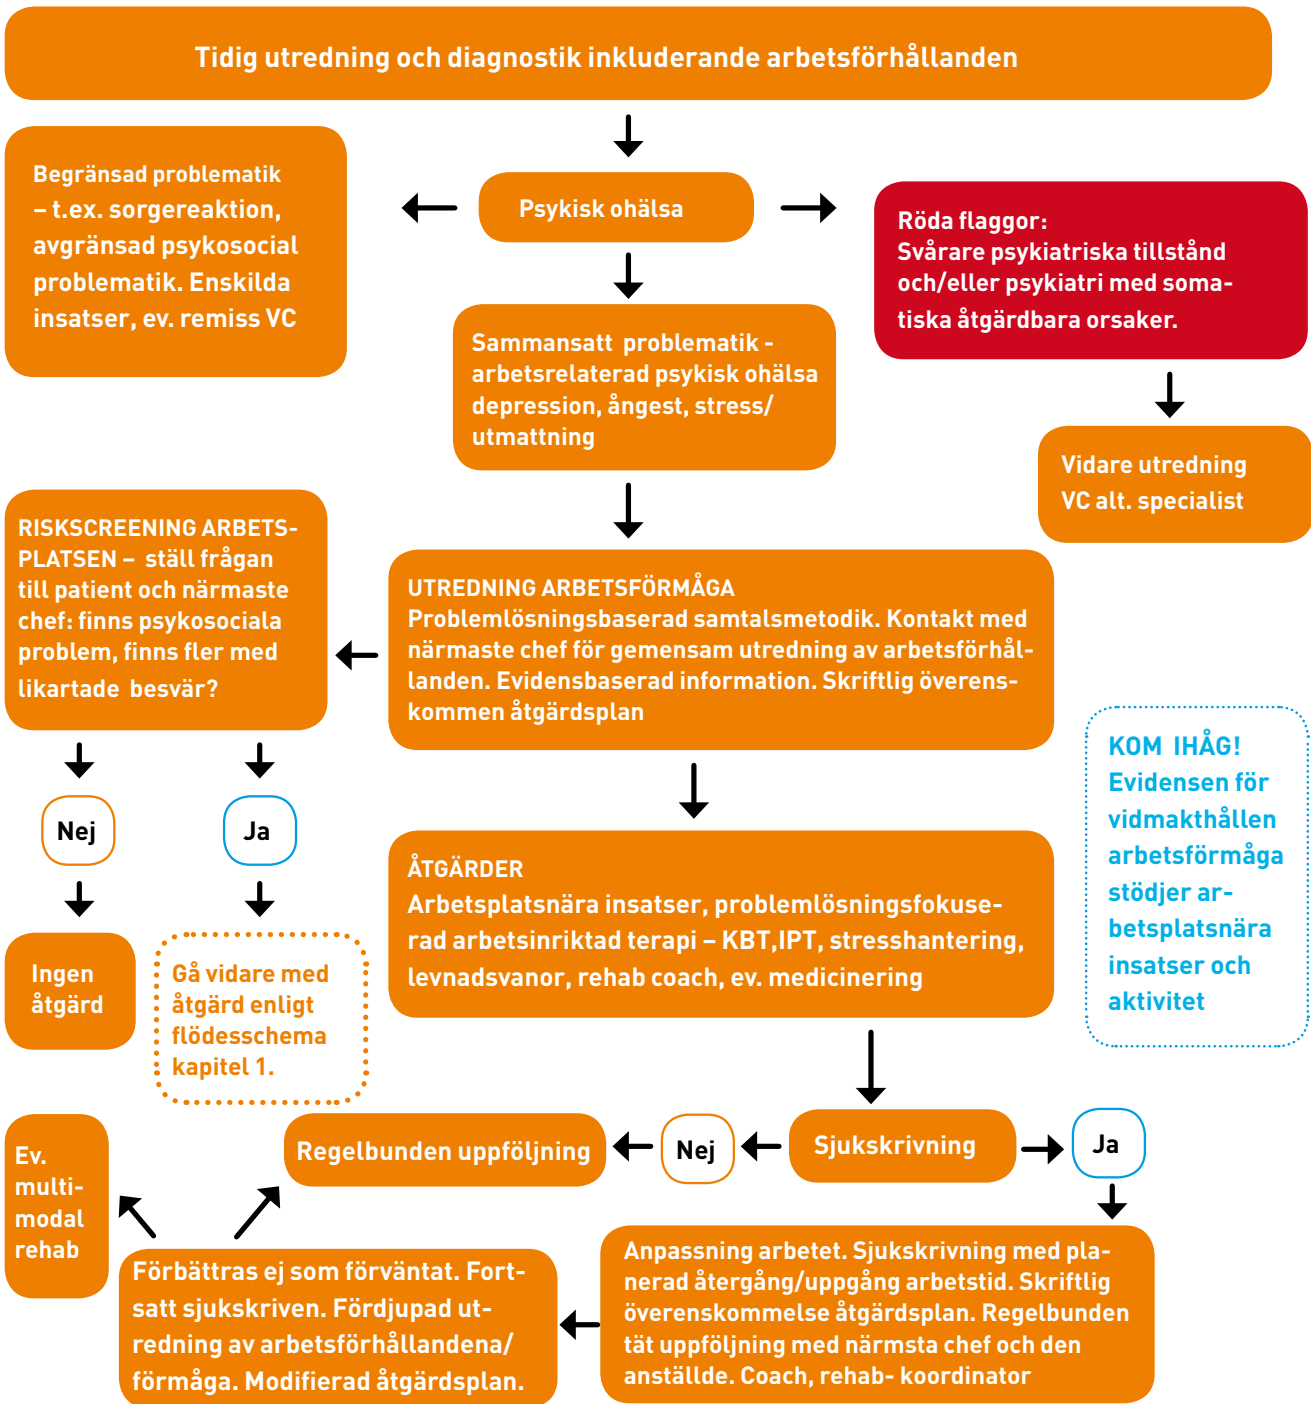 Tidig utredning och diagnostik inkluderande arbetsförhållanden
Begränsad problematik
– t.ex. sorgereaktion,
avgränsad psykosocial
problematik. Enskilda
insatser, ev. remiss VC
Psykisk ohälsa
Röda flaggor:
Svårare psykiatriska tillstånd
och/eller psykiatri med soma-
tiska åtgärdbara orsaker.
Sammansatt problematik -
arbetsrelaterad psykisk ohälsa
depression, ångest, stress/
utmattning
Vidare utredning
VC alt. specialist
RISKSCREENING ARBETS-
PLATSEN – ställ frågan
till patient och närmaste
chef: finns psykosociala
problem, finns fler med
likartade besvär?
UTREDNING ARBETSFÖRMÅGA
Problemlösningsbaserad samtalsmetodik. Kontakt med
närmaste chef för gemensam utredning av arbetsförhål-
landen. Evidensbaserad information. Skriftlig överens-
kommen åtgärdsplan
KOM IHÅG!
Evidensen för
vidmakthållen
arbetsförmåga
stödjer ar-
betsplatsnära
insatser och
aktivitet
Nej
Ja
ÅTGÄRDER
Arbetsplatsnära insatser, problemlösningsfokuse-
rad arbetsinriktad terapi – KBT,IPT, stresshantering,
levnadsvanor, rehab coach, ev. medicinering
Ingen
åtgärd
Gå vidare med
åtgärd enligt
flödesschema
kapitel 1.
Sjukskrivning
Ja
Nej
Regelbunden uppföljning
Ev.
multi-
modal
rehab
Anpassning arbetet. Sjukskrivning med pla-
nerad återgång/uppgång arbetstid. Skriftlig
överenskommelse åtgärdsplan. Regelbunden
tät uppföljning med närmsta chef och den
anställde. Coach, rehab- koordinator
Förbättras ej som förväntat. Fort-
satt sjukskriven. Fördjupad ut-
redning av arbetsförhållandena/
förmåga. Modifierad åtgärdsplan.